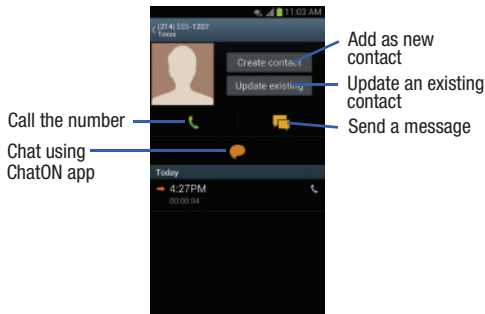 11:03 AM
(214) 555-1207
Texas
Create contact
Update existing
Add as new
contact
Update an existing
contact
Call the number
Send a message
Chat using
ChatON app
Today
4:27PM
00:00:04